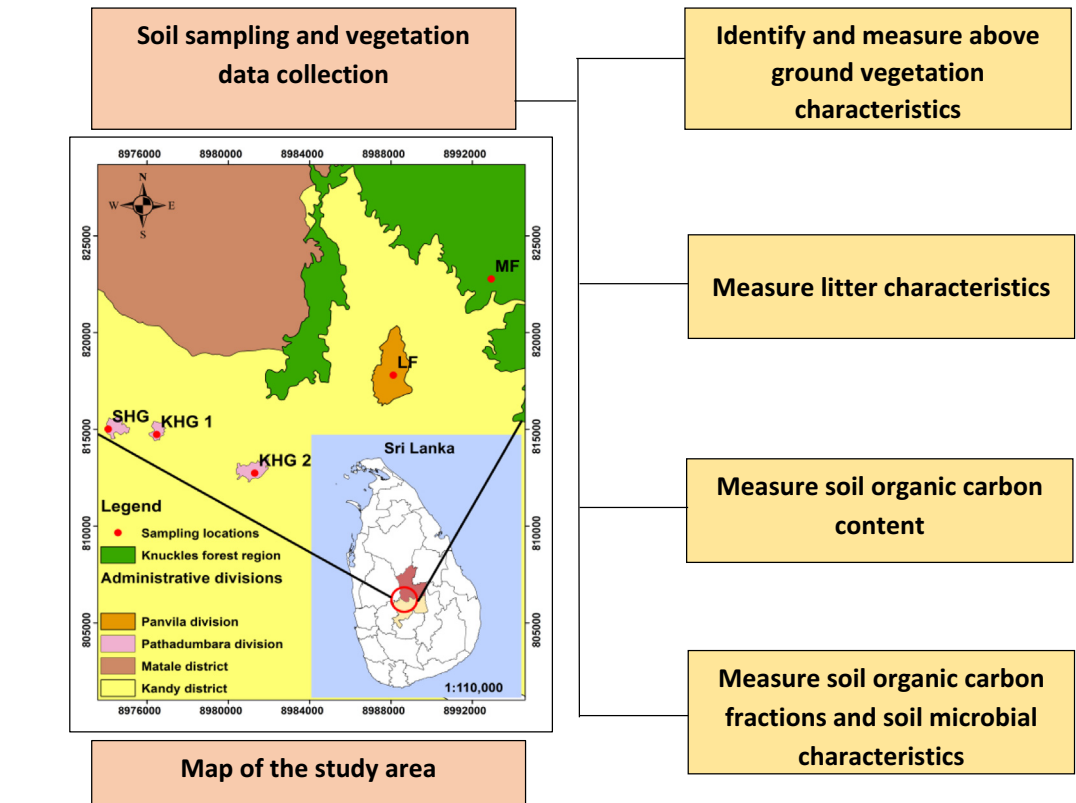 Soil sampling and vegetation
data collection
Identify and measure above
ground vegetation
characteristics
Measure litter characteristics
Measure soil organic carbon
content
Measure soil organic carbon
fractions and soil microbial
characteristics
8976000 8980000 8984000 8988000 8992000
N
W E
S
825000 825000
MF
820000 820000
LF
SHG KHG 1
815000 815000
KHG 2
Sri Lanka
Legend
Sampling locations
Knuckles forest region
Administrative divisions
Panvila division
Pathadumbara division
Matale district
Kandy district
810000 810000
805000 805000
1:110,000
8976000 8980000 8984000 8988000 8992000
Map of the study area